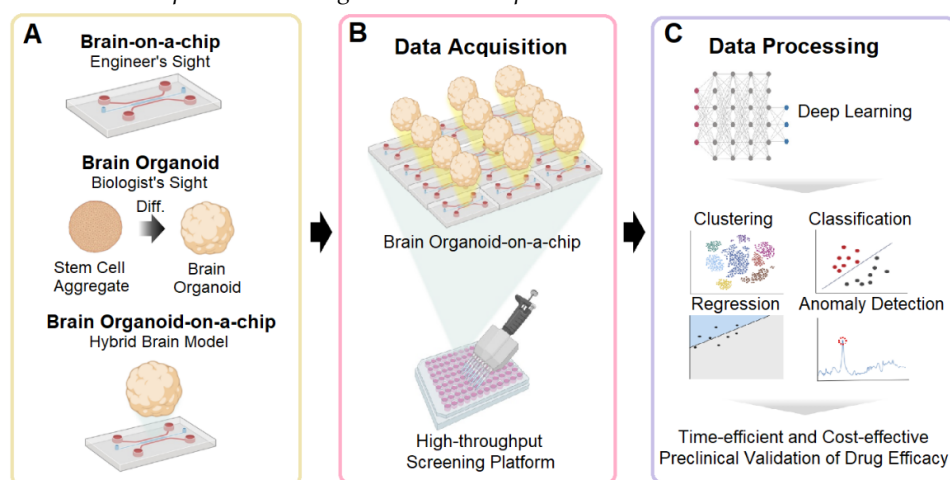 A
Brain-on-a-chip
Engineer's Sight
Brain Organoid
Biologist's Sight
Diff.
Stem Cell
Aggregate
Brain
Organoid
Brain Organoid-on-a-chip
Hybrid Brain Model
B
Data Acquisition
Brain Organoid-on-a-chip
High-throughput
Screening Platform
C
Data Processing
Deep Learning
Clustering
Classification
Regression
Anomaly Detection
Time-efficient and Cost-effective
Preclinical Validation of Drug Efficacy